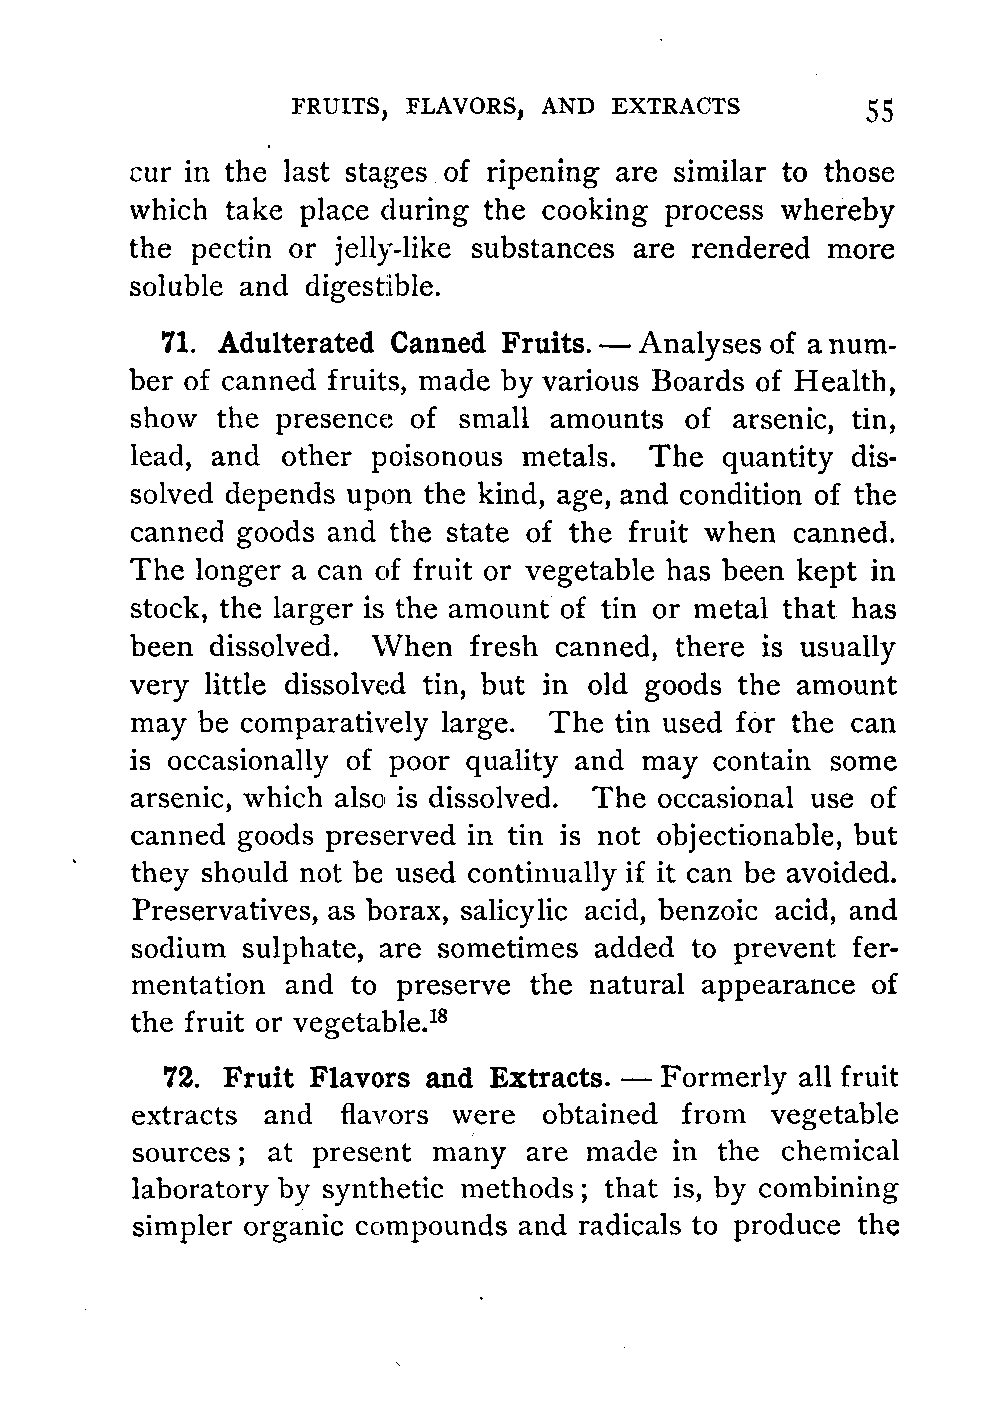 FRUITS, FLAVORS, AND EXTRACTS 55
cur in the last stages of ripening are similar to those
which take place during the cooking process whereby
the pectin or jelly-like substances are rendered more
soluble and digestible.
71. Adulterated Canned Fruits. — Analyses of a num-
ber of canned fruits, made by various Boards of Health,
show the presence of small amounts of arsenic, tin,
lead, and other poisonous metals. The quantity dis-
solved depends upon the kind, age, and condition of the
canned goods and the state of the fruit when canned.
The longer a can of fruit or vegetable has been kept in
stock, the larger is the amount of tin or metal that has
been dissolved. When fresh canned, there is usually
very little dissolved tin, but in old goods the amount
may be comparatively large. The tin used for the can
is occasionally of poor quality and may contain some
arsenic, which also is dissolved. The occasional use of
canned goods preserved in tin is not objectionable, but
they should not be used continually if it can be avoided.
Preservatives, as borax, salicylic acid, benzoic acid, and
sodium sulphate, are sometimes added to prevent fer-
mentation and to preserve the natural appearance of
the fruit or vegetable.¹⁸
72. Fruit Flavors and Extracts. — Formerly all fruit
extracts and flavors were obtained from vegetable
sources; at present many are made in the chemical
laboratory by synthetic methods; that is, by combining
simpler organic compounds and radicals to produce the